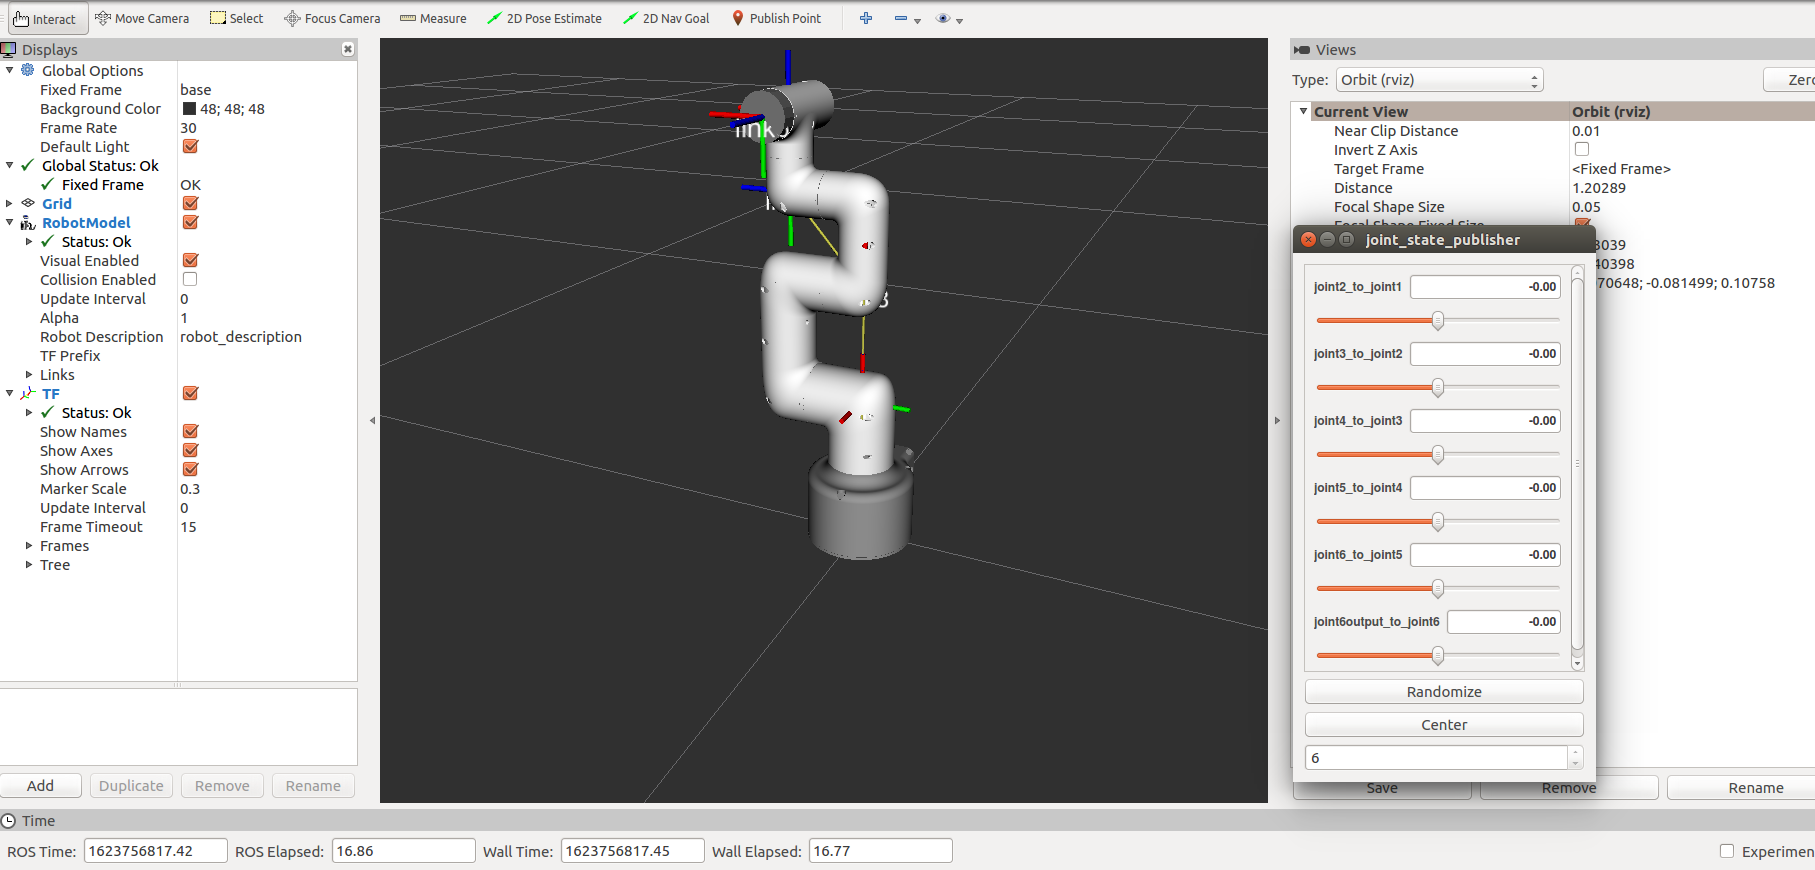 Interact Move Camera Select Focus Camera Measure 2D Pose Estimate 2D Nav Goal Publish Point
Displays
Global Options
Fixed Frame base
Background Color 48; 48; 48
Frame Rate 30
Default Light
Global Status: Ok
Fixed Frame OK
Grid
RobotModel
Status: Ok
Visual Enabled
Collision Enabled
Update Interval 0
Alpha 1
Robot Description robot_description
TF Prefix
Links
TF
Status: Ok
Show Names
Show Axes
Show Arrows
Marker Scale 0.3
Update Interval 0
Frame Timeout 15
Frames
Tree
Add Duplicate Remove Rename
link
Views
Type: Orbit (rviz) Zero
Current View Orbit (rviz)
Near Clip Distance 0.01
Invert Z Axis
Target Frame <Fixed Frame>
Distance 1.20289
Focal Shape Size 0.05
Focal Shape Fixed Size
3039
40398
70648; -0.081499; 0.10758
joint_state_publisher
joint2_to_joint1 -0.00
joint3_to_joint2 -0.00
joint4_to_joint3 -0.00
joint5_to_joint4 -0.00
joint6_to_joint5 -0.00
joint6output_to_joint6 -0.00
Randomize
Center
6
Save Remove Rename
Time
ROS Time: 1623756817.42 ROS Elapsed: 16.86 Wall Time: 1623756817.45 Wall Elapsed: 16.77 Experimen